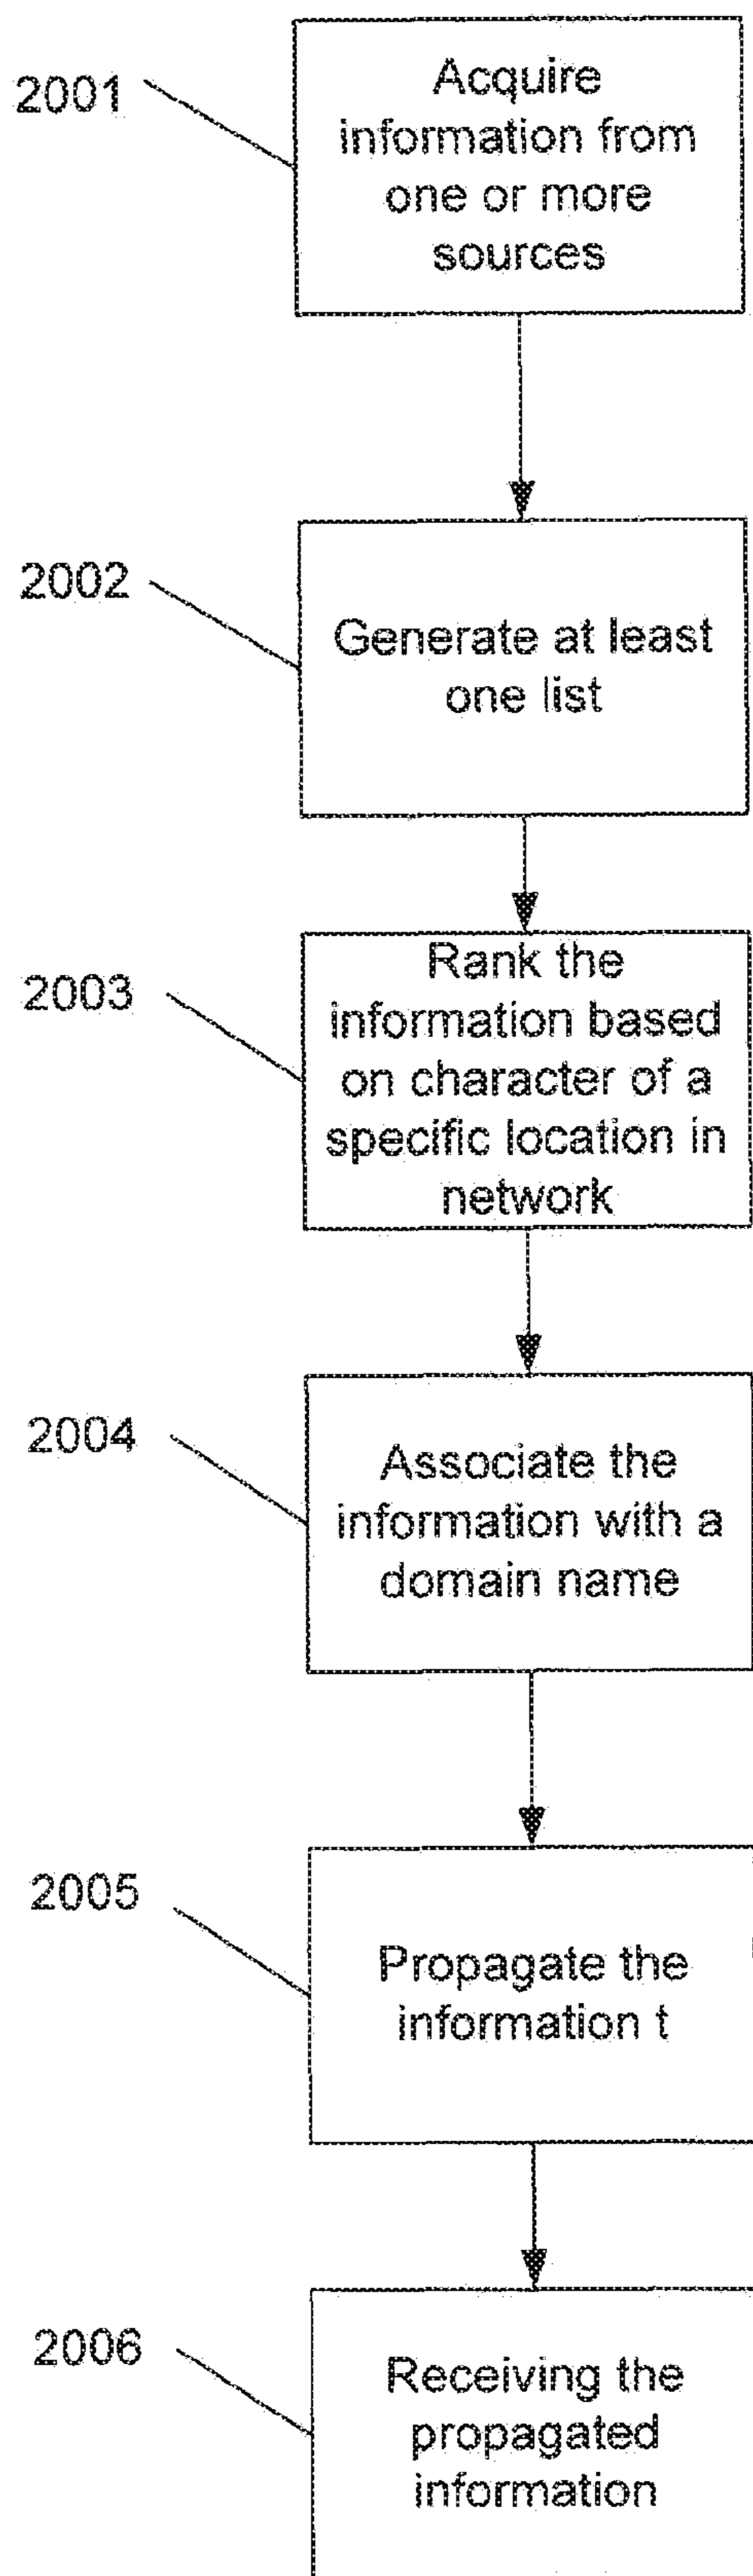 2001
Acquire
information from
one or more
sources
2002
Generate at least
one list
2003
Rank the
information based
on character of a
specific location in
network
2004
Associate the
information with a
domain name
2005
Propagate the
information t
2006
Receiving the
propagated
information